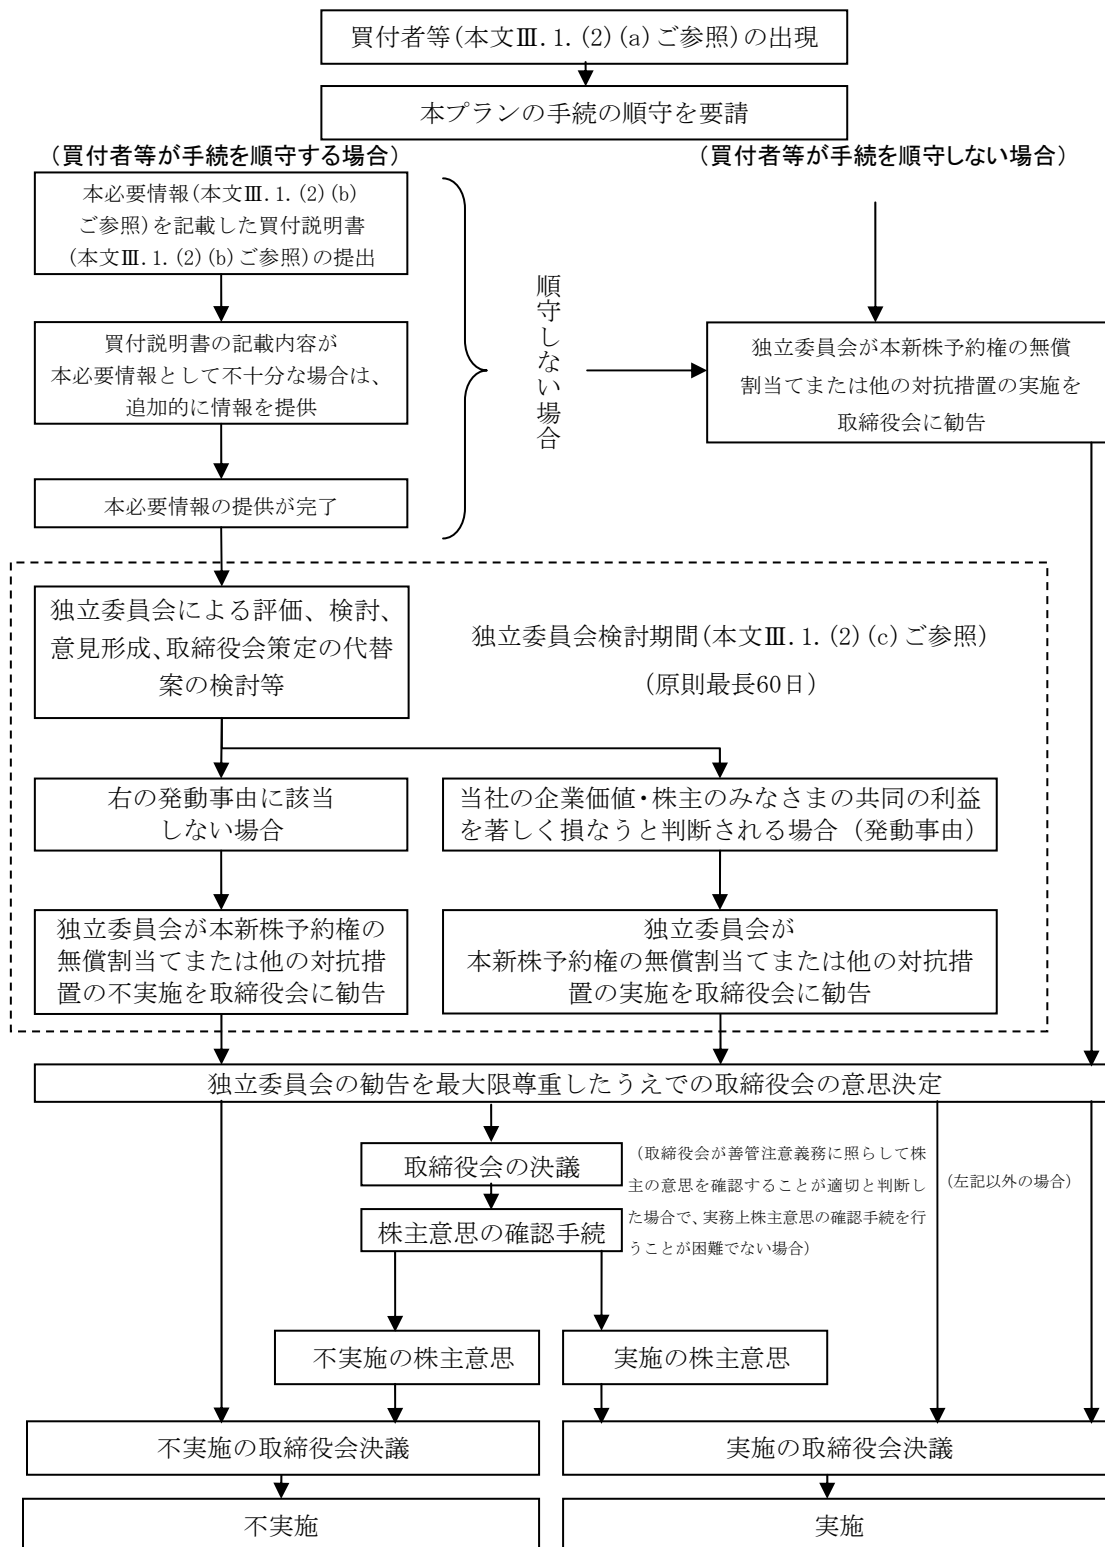 買付者等(本文Ⅲ.1.(2)(a)ご参照)の出現
本プランの手続の順守を要請
(買付者等が手続を順守する場合)
(買付者等が手続を順守しない場合)
本必要情報(本文Ⅲ.1.(2)(b)
ご参照)を記載した買付説明書
(本文Ⅲ.1.(2)(b)ご参照)の提出
買付説明書の記載内容が
本必要情報として不十分な場合は、
追加的に情報を提供
本必要情報の提供が完了
順守しない場合
独立委員会が本新株予約権の無償
割当てまたは他の対抗措置の実施を
取締役会に勧告
独立委員会による評価、検討、
意見形成、取締役会策定の代替
案の検討等
独立委員会検討期間(本文Ⅲ.1.(2)(c)ご参照)
(原則最長60日)
右の発動事由に該当
しない場合
当社の企業価値・株主のみなさまの共同の利益
を著しく損なうと判断される場合(発動事由)
独立委員会が本新株予約権の
無償割当てまたは他の対抗措
置の不実施を取締役会に勧告
独立委員会が
本新株予約権の無償割当てまたは他の対抗措
置の実施を取締役会に勧告
独立委員会の勧告を最大限尊重したうえでの取締役会の意思決定
取締役会の決議
株主意思の確認手続
(取締役会が善管注意義務に照らして株
主の意思を確認することが適切と判断し
た場合で、実務上株主意思の確認手続を行
うことが困難でない場合)
(左記以外の場合)
不実施の株主意思
実施の株主意思
不実施の取締役会決議
実施の取締役会決議
不実施
実施